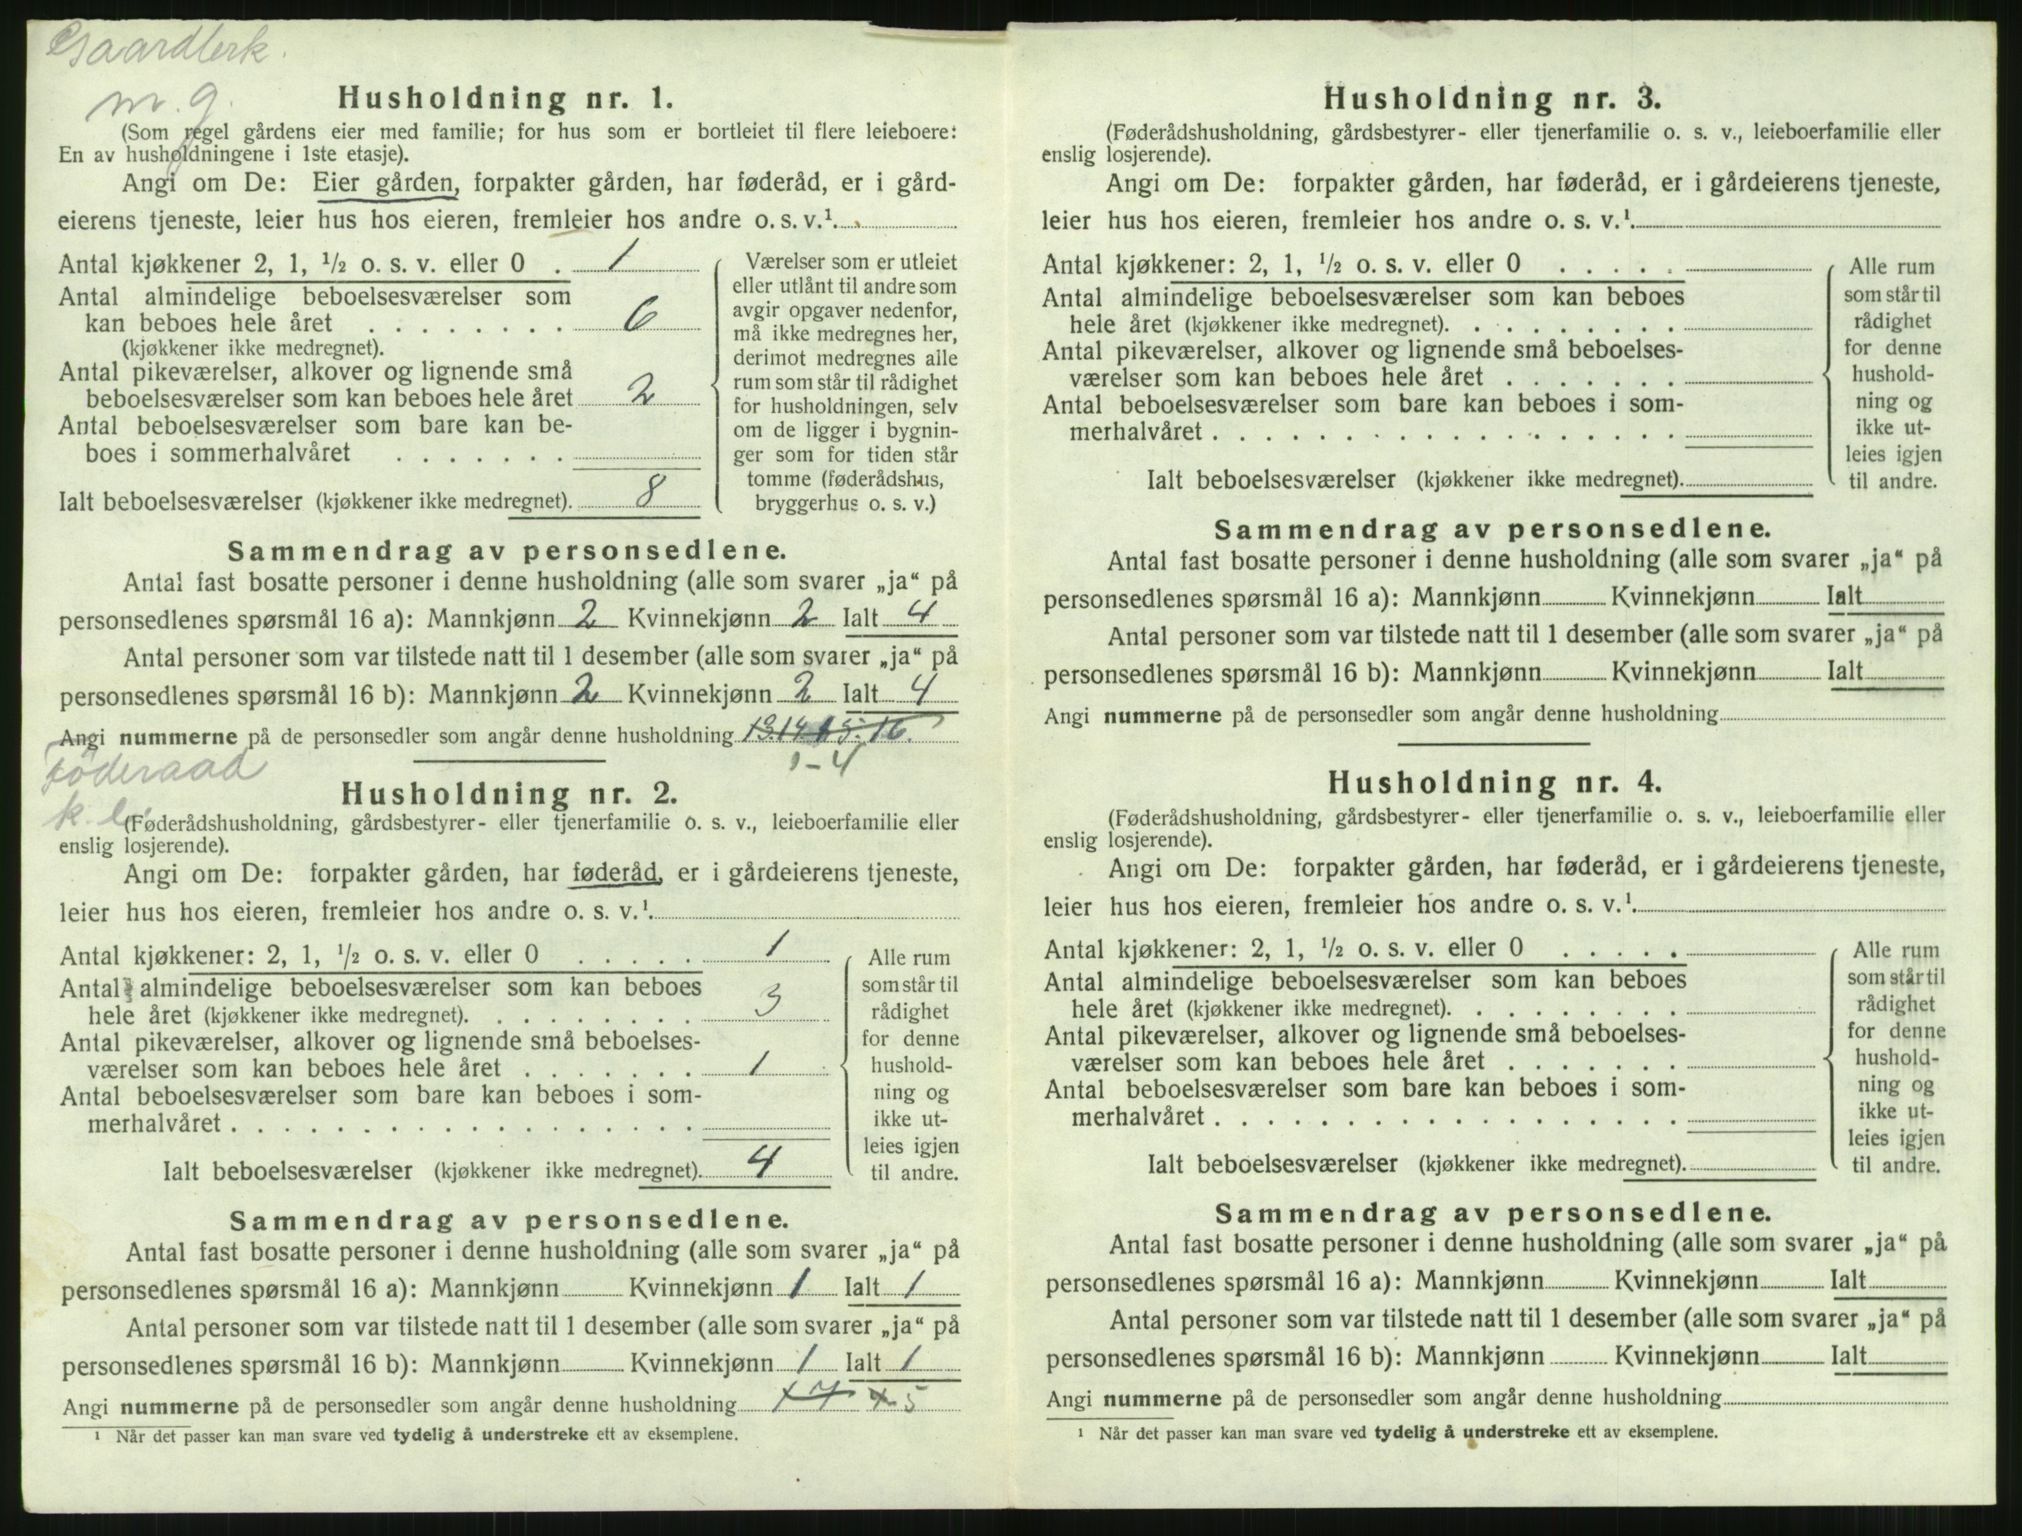 Gaardbrk.
m. g.
Husholdning nr. 1.
(Som regel gårdens eier med familie; for hus som er bortleiet til flere leieboere:
En av husholdningene i 1ste etasje).
Angi om De: Eier gården, forpakter gården, har føderåd, er i gård-
eierens tjeneste, leier hus hos eieren, fremleier hos andre o. s. v.¹.
Antal kjøkkener 2, 1, ½ o. s. v. eller 0 . 1
Antal almindelige beboelsesværelser som
kan beboes hele året . . . . . . . . 6
(kjøkkener ikke medregnet).
Antal pikeværelser, alkover og lignende små
beboelsesværelser som kan beboes hele året 2
Antal beboelsesværelser som bare kan be-
boes i sommerhalvåret . . . . . . .
Ialt beboelsesværelser (kjøkkener ikke medregnet). 8
Værelser som er utleiet
eller utlånt til andre som
avgir opgaver nedenfor,
må ikke medregnes her,
derimot medregnes alle
rum som står til rådighet
for husholdningen, selv
om de ligger i bygnin-
ger som for tiden står
tomme (føderådshus,
bryggerhus o. s. v.)
Sammendrag av personsedlene.
Antal fast bosatte personer i denne husholdning (alle som svarer „ja“ på
personsedlenes spørsmål 16 a): Mannkjønn 2 Kvinnekjønn 2 Ialt 4
Antal personer som var tilstede natt til 1 desember (alle som svarer „ja“ på
personsedlenes spørsmål 16 b): Mannkjønn 2 Kvinnekjønn 2 Ialt 4
Angi nummerne på de personsedler som angår denne husholdning 13. 14. 15. 16.
1-4
Føderaad
k. l.
Husholdning nr. 2.
(Føderådshusholdning, gårdsbestyrer- eller tjenerfamilie o. s. v., leieboerfamilie eller
enslig losjerende).
Angi om De: forpakter gården, har føderåd, er i gårdeierens tjeneste,
leier hus hos eieren, fremleier hos andre o. s. v.¹.
Antal kjøkkener: 2, 1, ½ o. s. v. eller 0 . . . . . 1
Antal almindelige beboelsesværelser som kan beboes
hele året (kjøkkener ikke medregnet). . . . . . . . . 3
Antal pikeværelser, alkover og lignende små beboelses-
værelser som kan beboes hele året . . . . . . . 1
Antal beboelsesværelser som bare kan beboes i som-
merhalvåret . . . . . . . . . . . . . . . . . .
Ialt beboelsesværelser (kjøkkener ikke medregnet). 4
Alle rum
som står til
rådighet
for denne
hushold-
ning og
ikke ut-
leies igjen
til andre.
Sammendrag av personsedlene.
Antal fast bosatte personer i denne husholdning (alle som svarer „ja“ på
personsedlenes spørsmål 16 a): Mannkjønn Kvinnekjønn 1 Ialt 1
Antal personer som var tilstede natt til 1 desember (alle som svarer „ja“ på
personsedlenes spørsmål 16 b): Mannkjønn Kvinnekjønn 1 Ialt 1
Angi nummerne på de personsedler som angår denne husholdning 17 5
¹ Når det passer kan man svare ved tydelig å understreke ett av eksemplene.
Husholdning nr. 3.
(Føderådshusholdning, gårdsbestyrer- eller tjenerfamilie o. s. v., leieboerfamilie eller
enslig losjerende).
Angi om De: forpakter gården, har føderåd, er i gårdeierens tjeneste,
leier hus hos eieren, fremleier hos andre o. s. v.¹.
Antal kjøkkener: 2, 1, ½ o. s. v. eller 0 . . . . .
Antal almindelige beboelsesværelser som kan beboes
hele året (kjøkkener ikke medregnet). . . . . . . . .
Antal pikeværelser, alkover og lignende små beboelses-
værelser som kan beboes hele året . . . . . . .
Antal beboelsesværelser som bare kan beboes i som-
merhalvåret . . . . . . . . . . . . . . . . . .
Ialt beboelsesværelser (kjøkkener ikke medregnet).
Alle rum
som står til
rådighet
for denne
hushold-
ning og
ikke ut-
leies igjen
til andre.
Sammendrag av personsedlene.
Antal fast bosatte personer i denne husholdning (alle som svarer „ja“ på
personsedlenes spørsmål 16 a): Mannkjønn Kvinnekjønn Ialt
Antal personer som var tilstede natt til 1 desember (alle som svarer „ja“ på
personsedlenes spørsmål 16 b): Mannkjønn Kvinnekjønn Ialt
Angi nummerne på de personsedler som angår denne husholdning
Husholdning nr. 4.
(Føderådshusholdning, gårdsbestyrer- eller tjenerfamilie o. s. v., leieboerfamilie eller
enslig losjerende).
Angi om De: forpakter gården, har føderåd, er i gårdeierens tjeneste,
leier hus hos eieren, fremleier hos andre o. s. v.¹.
Antal kjøkkener: 2, 1, ½ o. s. v. eller 0 . . . . .
Antal almindelige beboelsesværelser som kan beboes
hele året (kjøkkener ikke medregnet). . . . . . . . .
Antal pikeværelser, alkover og lignende små beboelses-
værelser som kan beboes hele året . . . . . . .
Antal beboelsesværelser som bare kan beboes i som-
merhalvåret . . . . . . . . . . . . . . . . . .
Ialt beboelsesværelser (kjøkkener ikke medregnet).
Alle rum
som står til
rådighet
for denne
hushold-
ning og
ikke ut-
leies igjen
til andre.
Sammendrag av personsedlene.
Antal fast bosatte personer i denne husholdning (alle som svarer „ja“ på
personsedlenes spørsmål 16 a): Mannkjønn Kvinnekjønn Ialt
Antal personer som var tilstede natt til 1 desember (alle som svarer „ja“ på
personsedlenes spørsmål 16 b): Mannkjønn Kvinnekjønn Ialt
Angi nummerne på de personsedler som angår denne husholdning
¹ Når det passer kan man svare ved tydelig å understreke ett av eksemplene.